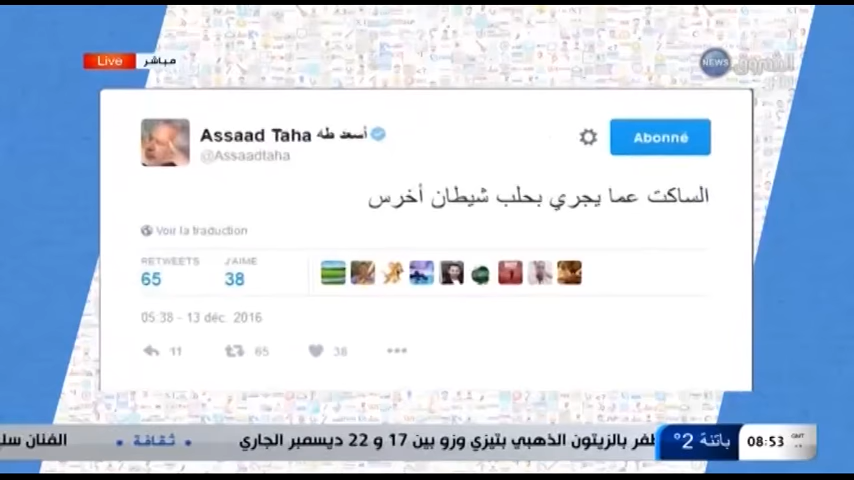 Live مباشر
NEWS الشروق
Assaad Taha أسعد طه
@Assaadtaha
Abonné
الساكت عما يجري بحلب شيطان أخرس
Voir la traduction
RETWEETS J'AIME
65 38
05:38 - 13 déc. 2016
11 65 38
ظفر بالزيتون الذهبي بتيزي وزو بين 17 و 22 ديسمبر الجاري • ثقافة • الفنان
باتنة 2°
08:53 GMT